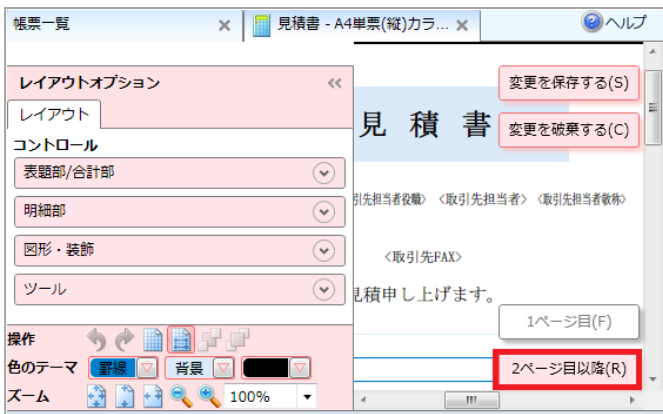 帳票一覧
見積書 - A4単票(縦)カラ...
ヘルプ
レイアウトオプション
レイアウト
コントロール
表題部/合計部
明細部
図形・装飾
ツール
操作
色のテーマ 罫線 背景
ズーム 100%
変更を保存する(S)
見積書
変更を破棄する(C)
引先担当者役職〉 〈取引先担当者〉 〈取引先担当者敬称〉
〈取引先FAX〉
見積申し上げます。
1ページ目(F)
2ページ目以降(R)